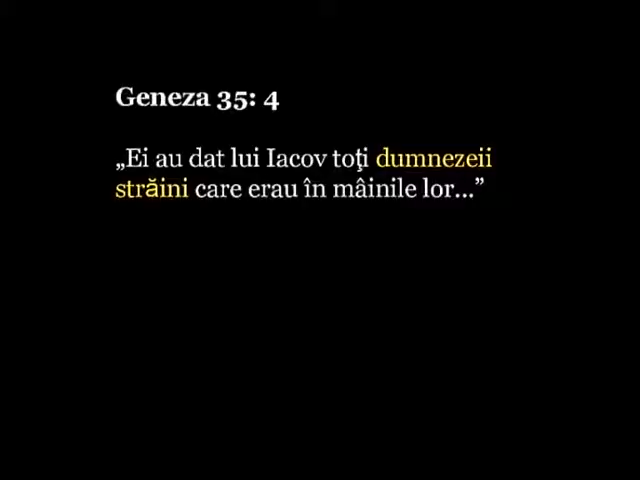 Geneza 35: 4
„Ei au dat lui Iacov toţi dumnezeii
străini care erau în mâinile lor...”